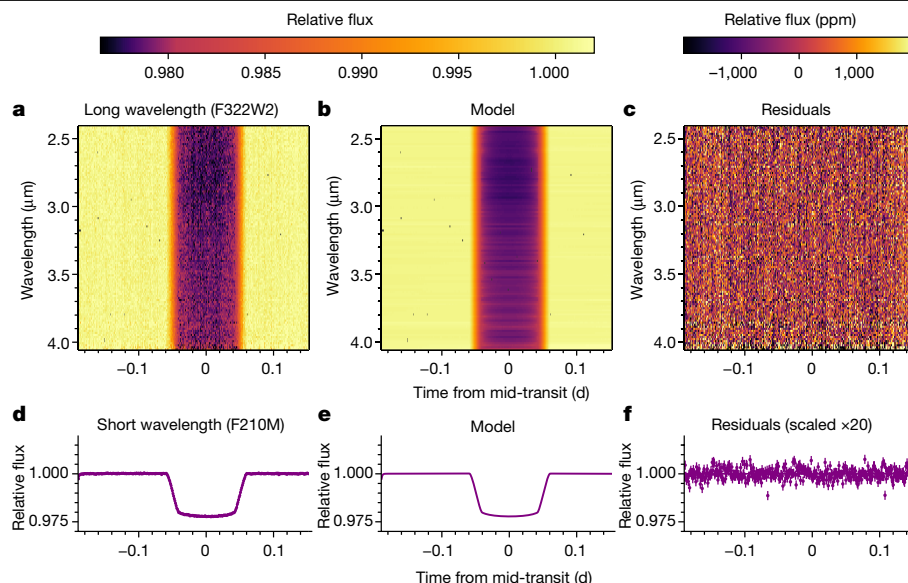 Relative flux
Relative flux (ppm)
0.980 0.985 0.990 0.995 1.000
−1,000 0 1,000
a Long wavelength (F322W2)
b Model
c Residuals
Wavelength (μm)
2.5
3.0
3.5
4.0
−0.1 0 0.1
Wavelength (μm)
2.5
3.0
3.5
4.0
−0.1 0 0.1
Wavelength (μm)
2.5
3.0
3.5
4.0
−0.1 0 0.1
Time from mid-transit (d)
d Short wavelength (F210M)
e Model
f Residuals (scaled ×20)
Relative flux
1.000
0.975
−0.1 0 0.1
Relative flux
1.000
0.975
−0.1 0 0.1
Relative flux
1.000
0.975
−0.1 0 0.1
Time from mid-transit (d)